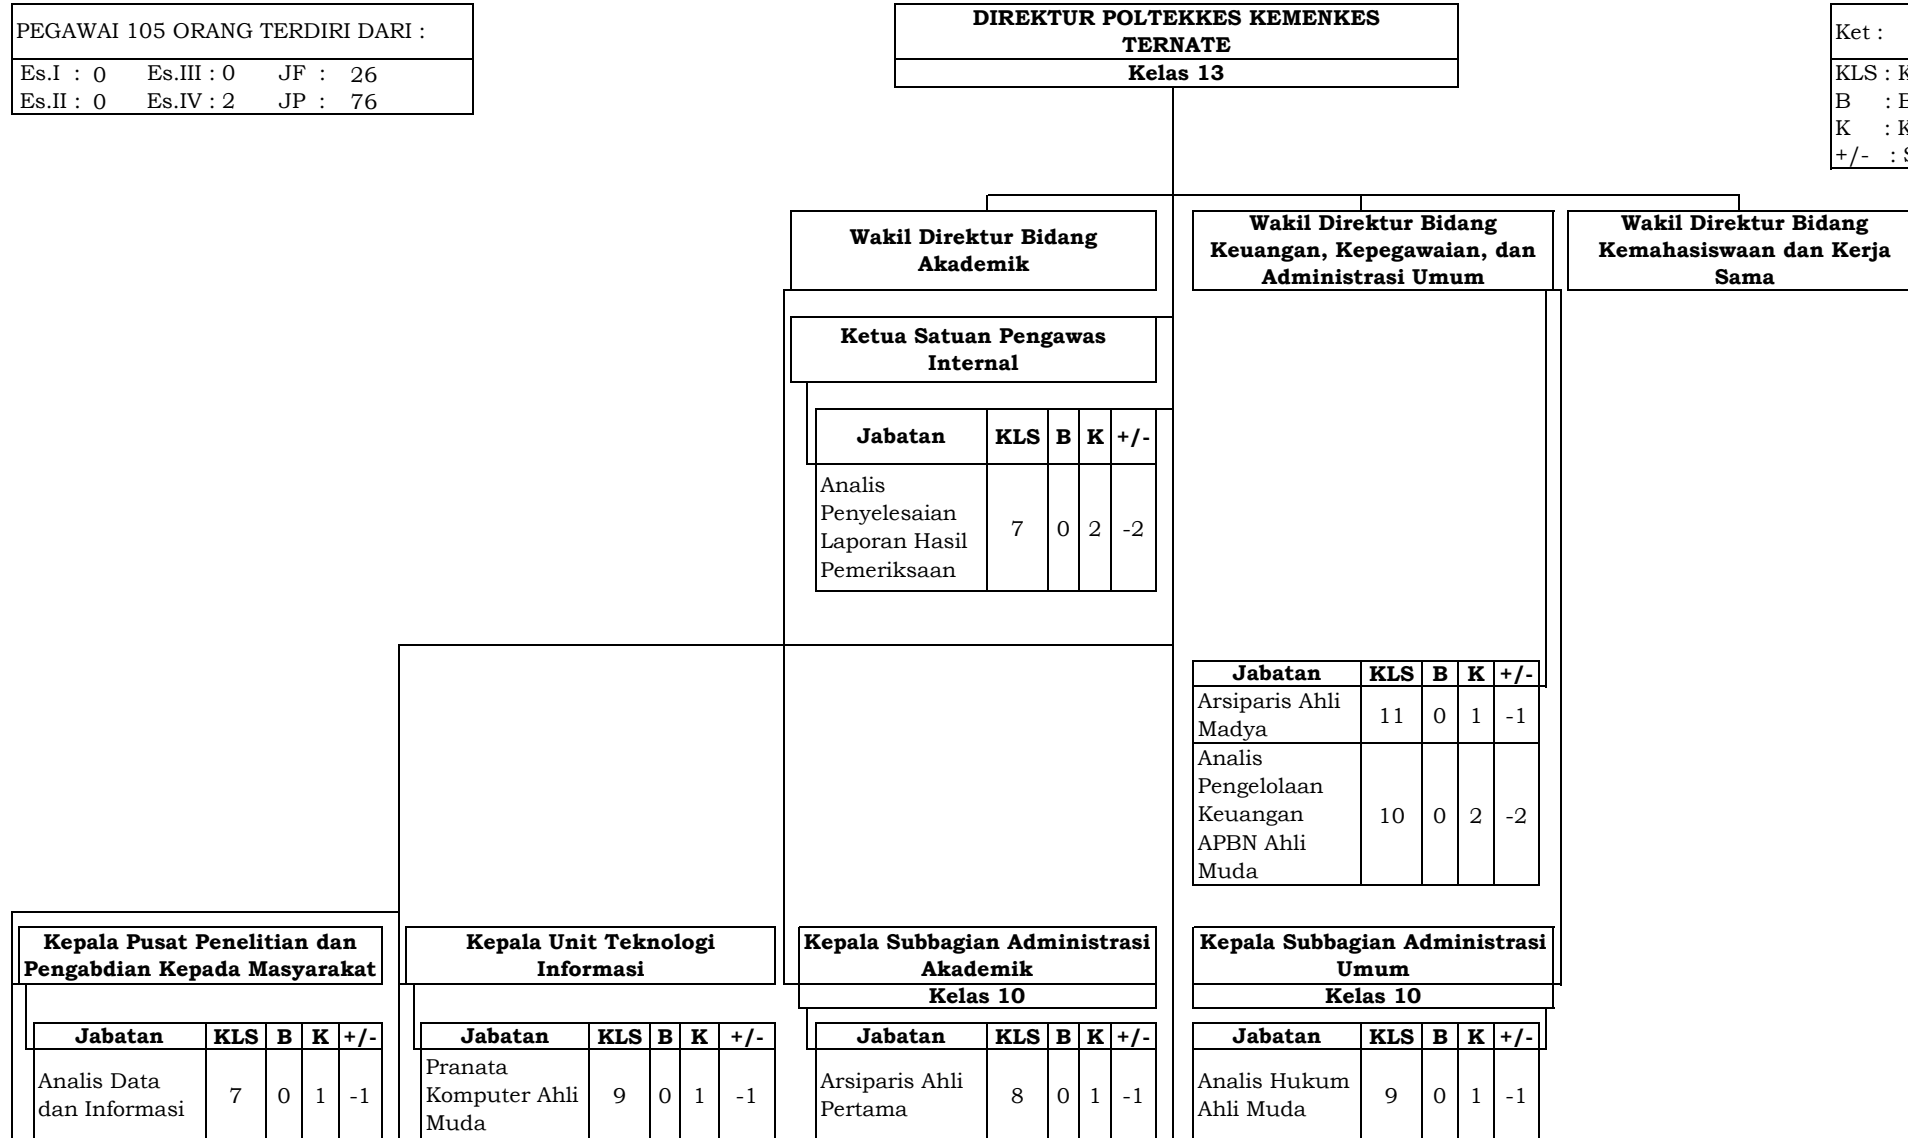 PEGAWAI 105 ORANG TERDIRI DARI :
Es.I : 0 Es.III : 0 JF : 26
Es.II : 0 Es.IV : 2 JP : 76
DIREKTUR POLTEKKES KEMENKES
TERNATE
Kelas 13
Ket :
KLS :
B :
K :
+/- :
Wakil Direktur Bidang
Akademik
Wakil Direktur Bidang
Keuangan, Kepegawaian, dan
Administrasi Umum
Wakil Direktur Bidang
Kemahasiswaan dan Kerja
Sama
Ketua Satuan Pengawas
Internal
Jabatan KLS B K +/-
Analis
Penyelesaian
Laporan Hasil
Pemeriksaan
7 0 2 -2
Jabatan KLS B K +/-
Arsiparis Ahli
Madya
11 0 1 -1
Analis
Pengelolaan
Keuangan
APBN Ahli
Muda
10 0 2 -2
Kepala Pusat Penelitian dan
Pengabdian Kepada Masyarakat
Jabatan KLS B K +/-
Analis Data
dan Informasi
7 0 1 -1
Kepala Unit Teknologi
Informasi
Jabatan KLS B K +/-
Pranata
Komputer Ahli
Muda
9 0 1 -1
Kepala Subbagian Administrasi
Akademik
Kelas 10
Jabatan KLS B K +/-
Arsiparis Ahli
Pertama
8 0 1 -1
Kepala Subbagian Administrasi
Umum
Kelas 10
Jabatan KLS B K +/-
Analis Hukum
Ahli Muda
9 0 1 -1